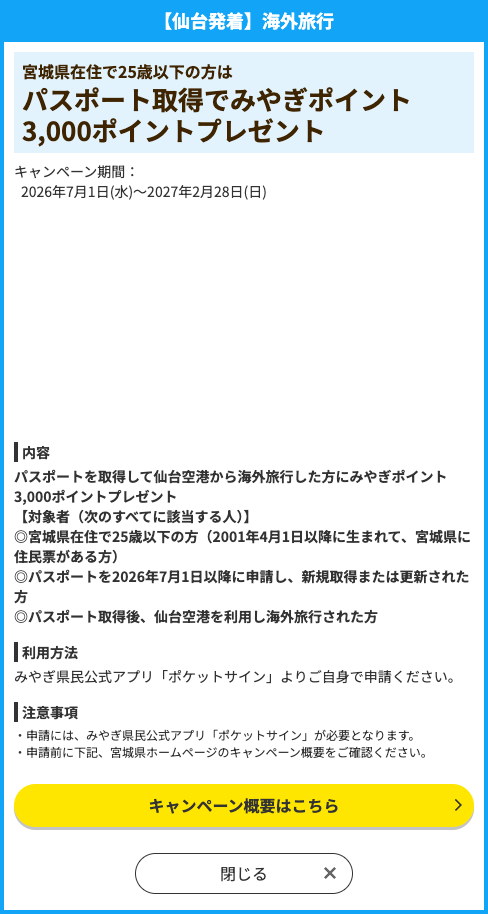 【仙台発着】海外旅行
宮城県在住で25歳以下の方は
パスポート取得でみやぎポイント
3,000ポイントプレゼント
キャンペーン期間：
2026年7月1日(水)〜2027年2月28日(日)
内容
パスポートを取得して仙台空港から海外旅行した方にみやぎポイント
3,000ポイントプレゼント
【対象者（次のすべてに該当する人）】
◎宮城県在住で25歳以下の方（2001年4月1日以降に生まれて、宮城県に
住民票がある方）
◎パスポートを2026年7月1日以降に申請し、新規取得または更新された
方
◎パスポート取得後、仙台空港を利用し海外旅行された方
利用方法
みやぎ県民公式アプリ「ポケットサイン」よりご自身で申請ください。
注意事項
・申請には、みやぎ県民公式アプリ「ポケットサイン」が必要となります。
・申請前に下記、宮城県ホームページのキャンペーン概要をご確認ください。
キャンペーン概要はこちら
閉じる